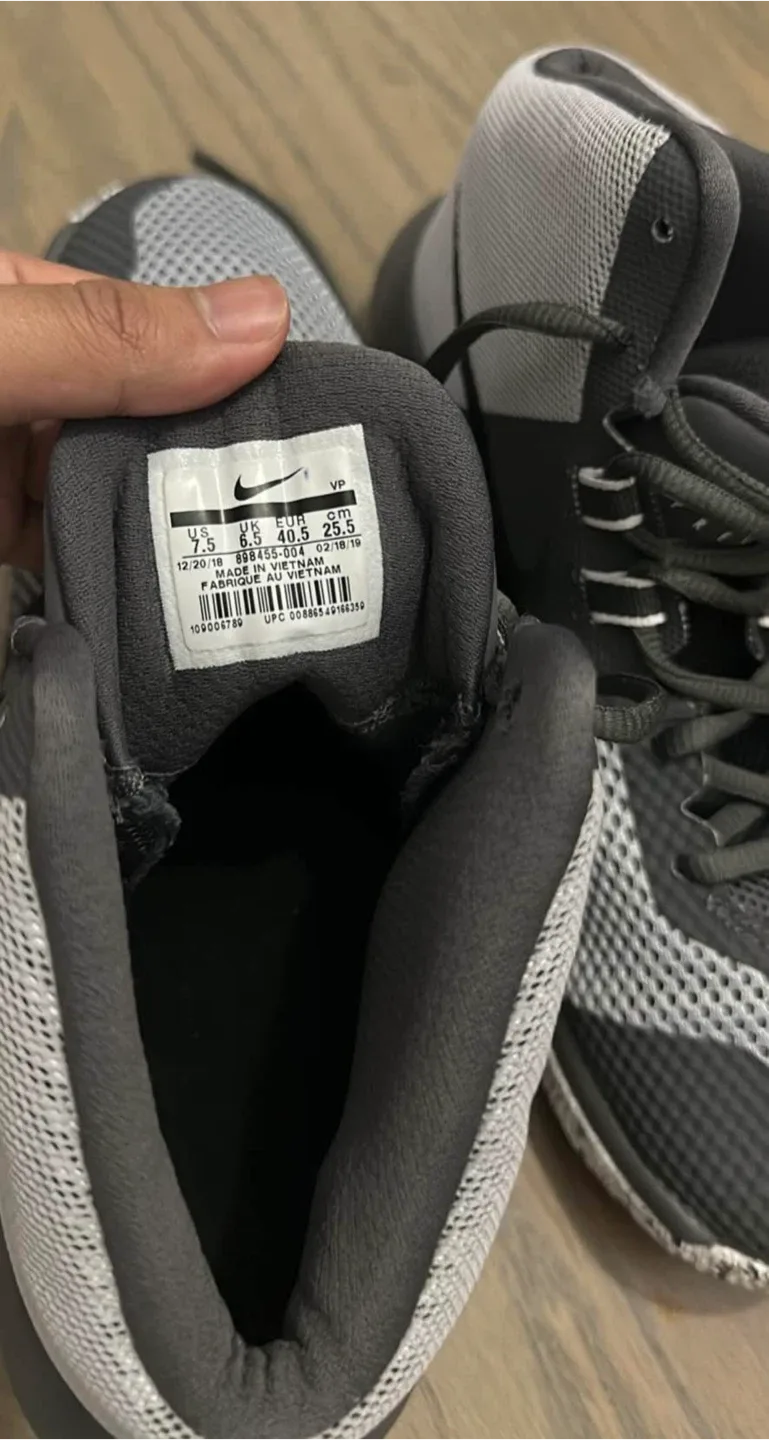 VP
US UK EUR cm
7.5 6.5 40.5 25.5
12/20/18 898455-004 02/18/19
MADE IN VIETNAM
FABRIQUE AU VIETNAM
109006789 UPC 00886549166359